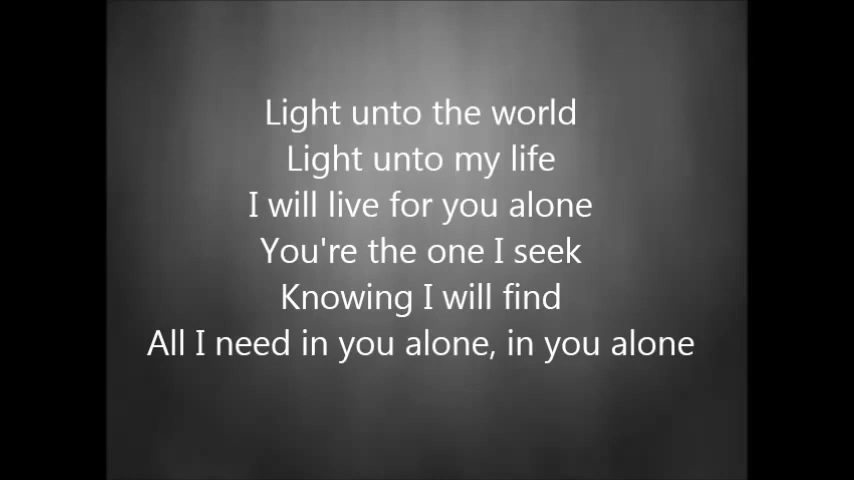 Light unto the world
Light unto my life
I will live for you alone
You're the one I seek
Knowing I will find
All I need in you alone, in you alone